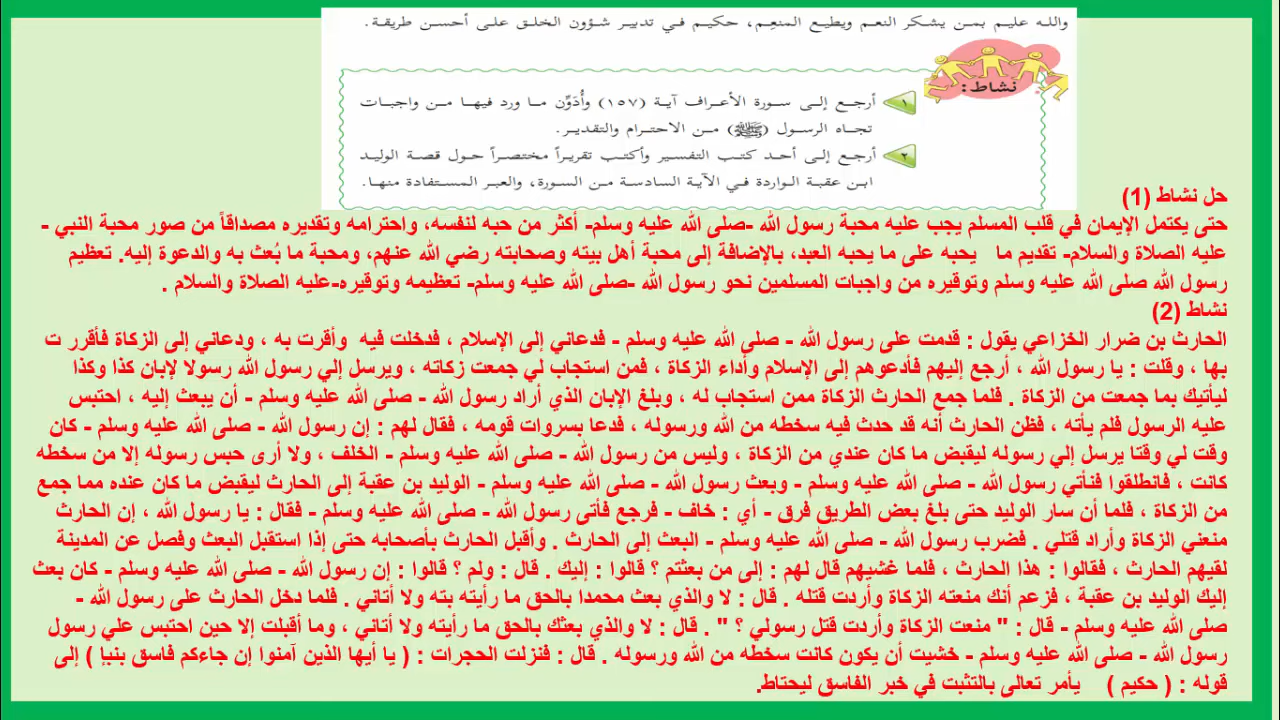 والله عليم بمن يشكر النعم ويطيع المنعِم، حكيم في تدبير شؤون الخلق على أحسن طريقة.
نشاط:
١ أرجع إلى سورة الأعراف آية (١٥٧) وأُدَوِّن ما ورد فيها من واجبات
تجاه الرسول (ﷺ) من الاحترام والتقدير.
٢ أرجع إلى أحد كتب التفسير وأكتب تقريراً مختصراً حول قصة الوليد
ابن عقبة الواردة في الآية السادسة من السورة، والعبر المستفادة منها.
حل نشاط (1)
حتى يكتمل الإيمان في قلب المسلم يجب عليه محبة رسول الله -صلى الله عليه وسلم- أكثر من حبه لنفسه، واحترامه وتقديره مصداقاً من صور محبة النبي -
عليه الصلاة والسلام- تقديم ما يحبه على ما يحبه العبد، بالإضافة إلى محبة أهل بيته وصحابته رضي الله عنهم، ومحبة ما بُعث به والدعوة إليه. تعظيم
رسول الله صلى الله عليه وسلم وتوقيره من واجبات المسلمين نحو رسول الله -صلى الله عليه وسلم- تعظيمه وتوقيره-عليه الصلاة والسلام .
نشاط (2)
الحارث بن ضرار الخزاعي يقول : قدمت على رسول الله - صلى الله عليه وسلم - فدعاني إلى الإسلام ، فدخلت فيه وأقرت به ، ودعاني إلى الزكاة فأقرر ت
بها ، وقلت : يا رسول الله ، أرجع إليهم فأدعوهم إلى الإسلام وأداء الزكاة ، فمن استجاب لي جمعت زكاته ، ويرسل إلي رسول الله رسولا لإبان كذا وكذا
ليأتيك بما جمعت من الزكاة . فلما جمع الحارث الزكاة ممن استجاب له ، وبلغ الإبان الذي أراد رسول الله - صلى الله عليه وسلم - أن يبعث إليه ، احتبس
عليه الرسول فلم يأته ، فظن الحارث أنه قد حدث فيه سخطه من الله ورسوله ، فدعا بسروات قومه ، فقال لهم : إن رسول الله - صلى الله عليه وسلم - كان
وقت لي وقتا يرسل إلي رسوله ليقبض ما كان عندي من الزكاة ، وليس من رسول الله - صلى الله عليه وسلم - الخلف ، ولا أرى حبس رسوله إلا من سخطه
كانت ، فانطلقوا فنأتي رسول الله - صلى الله عليه وسلم - وبعث رسول الله - صلى الله عليه وسلم - الوليد بن عقبة إلى الحارث ليقبض ما كان عنده مما جمع
من الزكاة ، فلما أن سار الوليد حتى بلغ بعض الطريق فرق - أي : خاف - فرجع فأتى رسول الله - صلى الله عليه وسلم - فقال : يا رسول الله ، إن الحارث
منعني الزكاة وأراد قتلي . فضرب رسول الله - صلى الله عليه وسلم - البعث إلى الحارث . وأقبل الحارث بأصحابه حتى إذا استقبل البعث وفصل عن المدينة
لقيهم الحارث ، فقالوا : هذا الحارث ، فلما غشيهم قال لهم : إلى من بعثتم ؟ قالوا : إليك . قال : ولم ؟ قالوا : إن رسول الله - صلى الله عليه وسلم - كان بعث
إليك الوليد بن عقبة ، فزعم أنك منعته الزكاة وأردت قتله . قال : لا والذي بعث محمدا بالحق ما رأيته بته ولا أتاني . فلما دخل الحارث على رسول الله -
صلى الله عليه وسلم - قال : " منعت الزكاة وأردت قتل رسولي ؟ " . قال : لا والذي بعثك بالحق ما رأيته ولا أتاني ، وما أقبلت إلا حين احتبس علي رسول
رسول الله - صلى الله عليه وسلم - خشيت أن يكون كانت سخطه من الله ورسوله . قال : فنزلت الحجرات : ( يا أيها الذين آمنوا إن جاءكم فاسق بنبإ ) إلى
قوله : ( حكيم ) يأمر تعالى بالتثبت في خبر الفاسق ليحتاط.